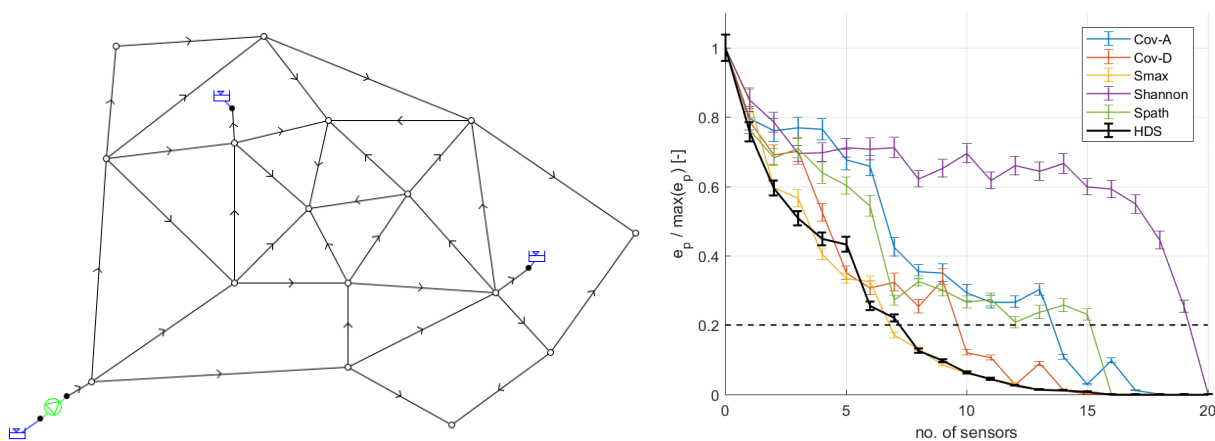 1
0.8
0.6
0.4
0.2
0
e_p / max(e_p) [-]
0 5 10 15 20
no. of sensors
Cov-A
Cov-D
Smax
Shannon
Spath
HDS